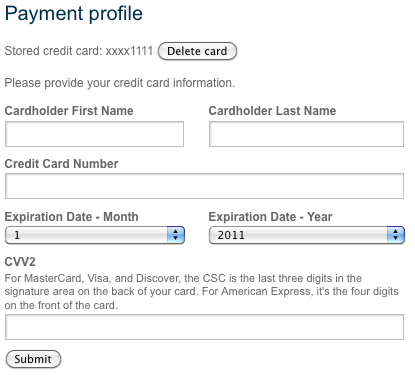 Payment profile
Stored credit card: xxxx1111 Delete card
Please provide your credit card information.
Cardholder First Name Cardholder Last Name
Credit Card Number
Expiration Date - Month Expiration Date - Year
1 2011
CVV2
For MasterCard, Visa, and Discover, the CSC is the last three digits in the
signature area on the back of your card. For American Express, it's the four digits
on the front of the card.
Submit